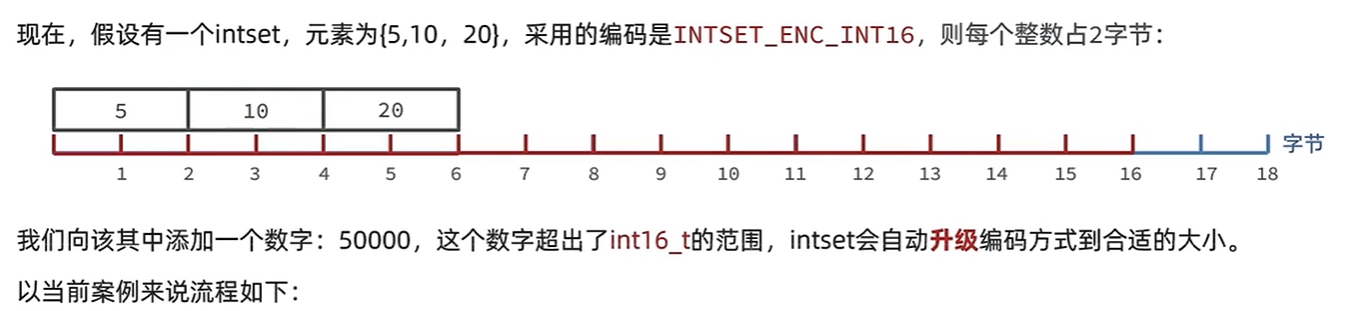 现在，假设有一个intset，元素为{5,10，20}，采用的编码是INTSET_ENC_INT16，则每个整数占2字节：
5 10 20
字节
1 2 3 4 5 6 7 8 9 10 11 12 13 14 15 16 17 18
我们向该其中添加一个数字：50000，这个数字超出了int16_t的范围，intset会自动升级编码方式到合适的大小。
以当前案例来说流程如下：